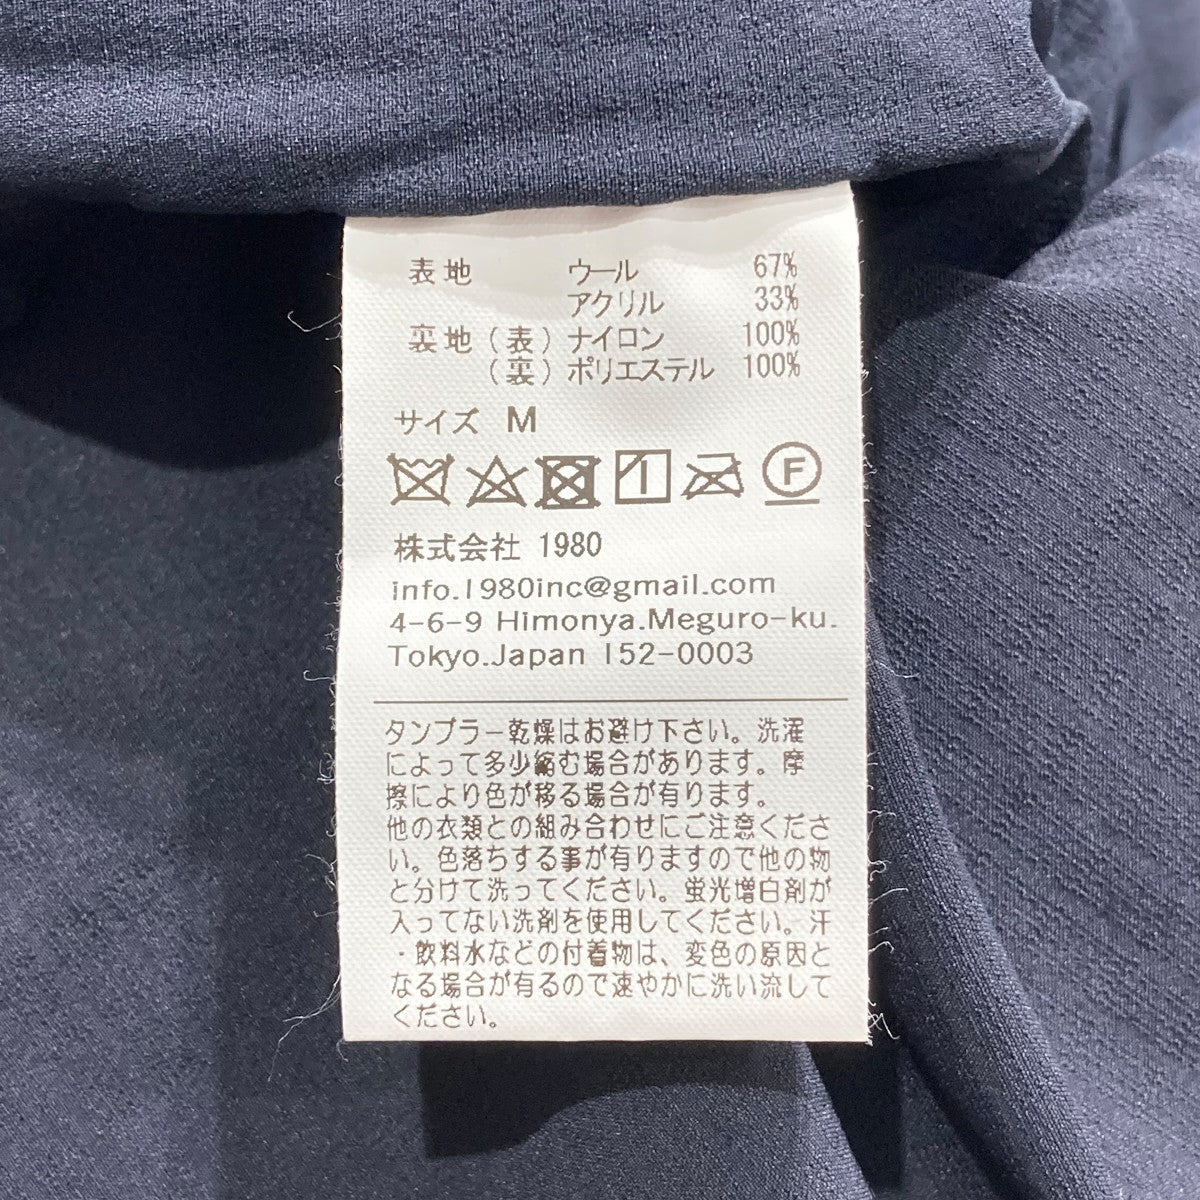 表地 ウール 67%
アクリル 33%
裏地(表)ナイロン 100%
(裏)ポリエステル 100%
サイズ M
F
株式会社 1980
info.1980inc@gmail.com
4-6-9 Himonya.Meguro-ku.
Tokyo.Japan 152-0003
タンブラー乾燥はお避け下さい。洗濯
によって多少縮む場合があります。摩
擦により色が移る場合が有ります。
他の衣類との組み合わせにご注意くださ
い。色落ちする事が有りますので他の物
と分けて洗ってください。蛍光増白剤が
入ってない洗剤を使用してください。汗
・飲料水などの付着物は、変色の原因と
なる場合が有るので速やかに洗い流して
ください。